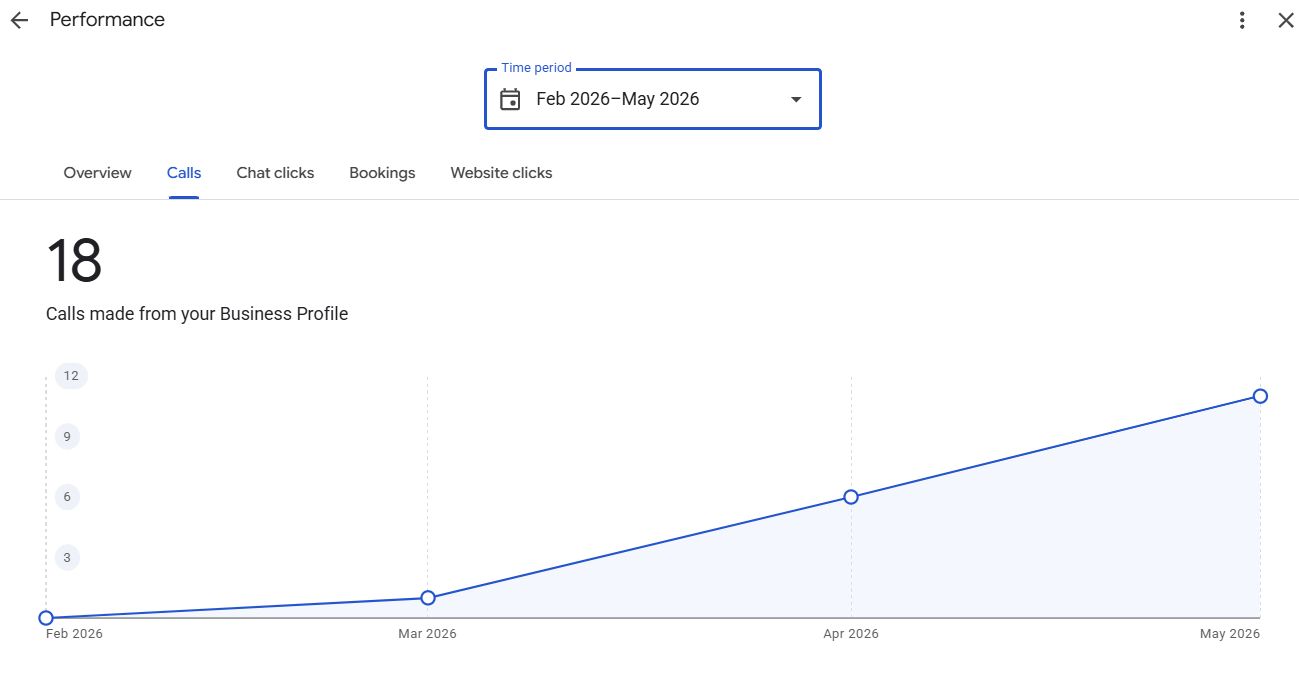 Performance
Time period
Feb 2026–May 2026
Overview Calls Chat clicks Bookings Website clicks
18
Calls made from your Business Profile
12
9
6
3
Feb 2026 Mar 2026 Apr 2026 May 2026